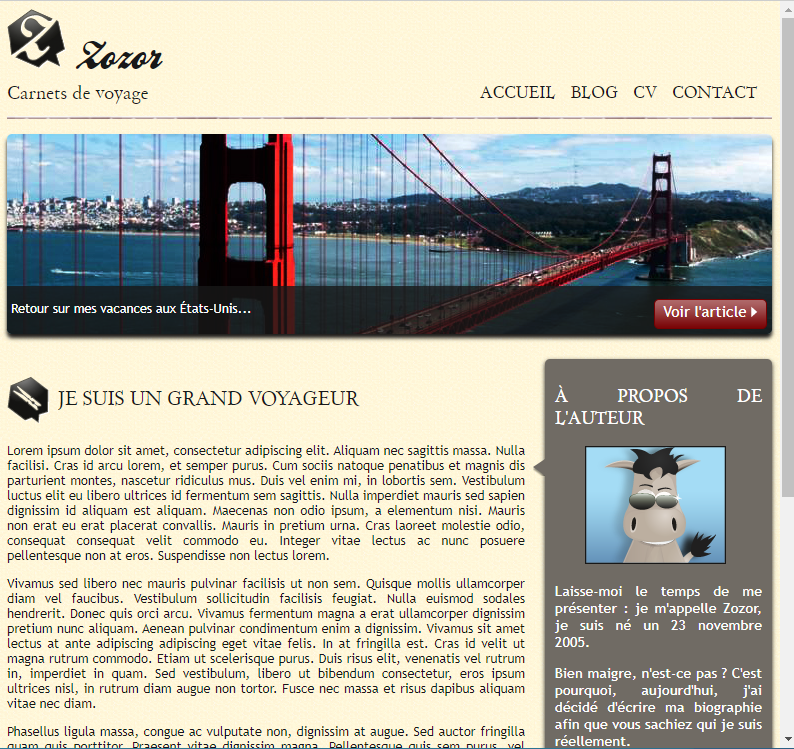 Zozor
Carnets de voyage
ACCUEIL BLOG CV CONTACT
Retour sur mes vacances aux États-Unis...
Voir l'article
JE SUIS UN GRAND VOYAGEUR
Lorem ipsum dolor sit amet, consectetur adipiscing elit. Aliquam nec sagittis massa. Nulla
facilisi. Cras id arcu lorem, et semper purus. Cum sociis natoque penatibus et magnis dis
parturient montes, nascetur ridiculus mus. Duis vel enim mi, in lobortis sem. Vestibulum
luctus elit eu libero ultrices id fermentum sem sagittis. Nulla imperdiet mauris sed sapien
dignissim id aliquam est aliquam. Maecenas non odio ipsum, a elementum nisi. Mauris
non erat eu erat placerat convallis. Mauris in pretium urna. Cras laoreet molestie odio,
consequat consequat velit commodo eu. Integer vitae lectus ac nunc posuere
pellentesque non at eros. Suspendisse non lectus lorem.
Vivamus sed libero nec mauris pulvinar facilisis ut non sem. Quisque mollis ullamcorper
diam vel faucibus. Vestibulum sollicitudin facilisis feugiat. Nulla euismod sodales
hendrerit. Donec quis orci arcu. Vivamus fermentum magna a erat ullamcorper dignissim
pretium nunc aliquam. Aenean pulvinar condimentum enim a dignissim. Vivamus sit amet
lectus at ante adipiscing adipiscing eget vitae felis. In at fringilla est. Cras id velit ut
magna rutrum commodo. Etiam ut scelerisque purus. Duis risus elit, venenatis vel rutrum
in, imperdiet in quam. Sed vestibulum, libero ut bibendum consectetur, eros ipsum
ultrices nisl, in rutrum diam augue non tortor. Fusce nec massa et risus dapibus aliquam
vitae nec diam.
Phasellus ligula massa, congue ac vulputate non, dignissim at augue. Sed auctor fringilla
quam quis porttitor. Praesent vitae dignissim magna. Pellentesque quis sem purus, vel
À PROPOS DE
L'AUTEUR
Laisse-moi le temps de me
présenter : je m'appelle Zozor,
je suis né un 23 novembre
2005.
Bien maigre, n'est-ce pas ? C'est
pourquoi, aujourd'hui, j'ai
décidé d'écrire ma biographie
afin que vous sachiez qui je suis
réellement.